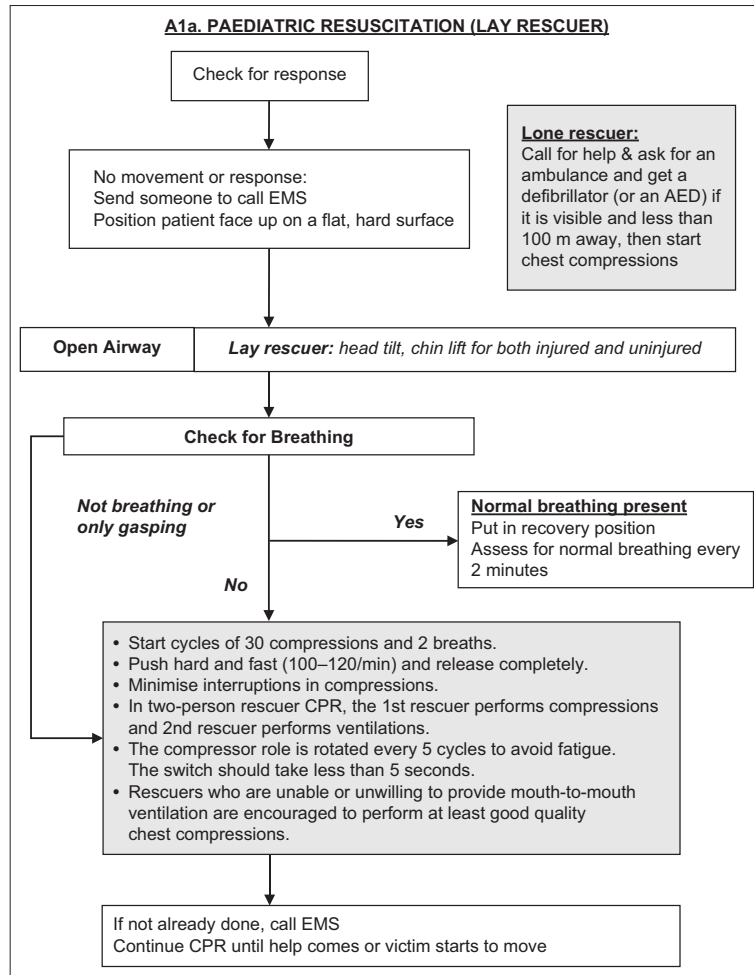 A1a. PAEDIATRIC RESUSCITATION (LAY RESCUER)
Check for response
Lone rescuer:
Call for help & ask for an
ambulance and get a
defibrillator (or an AED) if
it is visible and less than
100 m away, then start
chest compressions
No movement or response:
Send someone to call EMS
Position patient face up on a flat, hard surface
Open Airway
Lay rescuer: head tilt, chin lift for both injured and uninjured
Check for Breathing
Not breathing or
only gasping
Yes
Normal breathing present
Put in recovery position
Assess for normal breathing every
2 minutes
No
• Start cycles of 30 compressions and 2 breaths.
• Push hard and fast (100–120/min) and release completely.
• Minimise interruptions in compressions.
• In two-person rescuer CPR, the 1st rescuer performs compressions
and 2nd rescuer performs ventilations.
• The compressor role is rotated every 5 cycles to avoid fatigue.
The switch should take less than 5 seconds.
• Rescuers who are unable or unwilling to provide mouth-to-mouth
ventilation are encouraged to perform at least good quality
chest compressions.
If not already done, call EMS
Continue CPR until help comes or victim starts to move